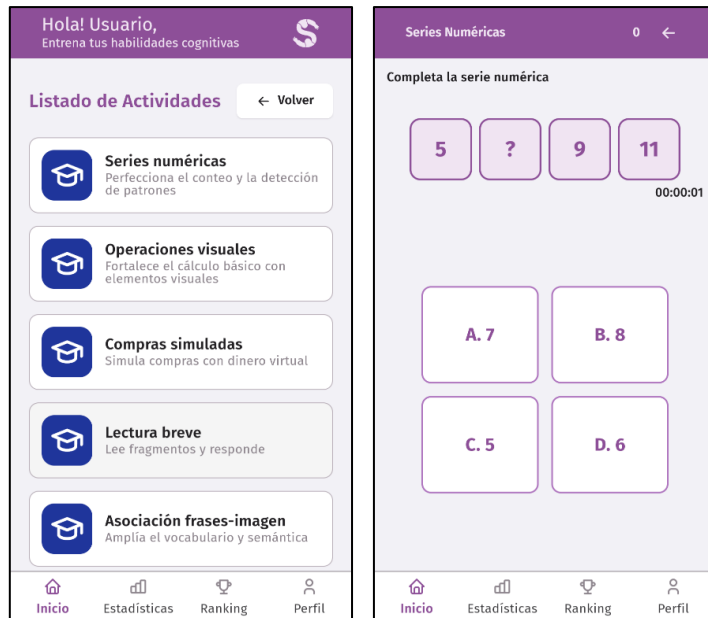 Hola! Usuario,
Entrena tus habilidades cognitivas
Listado de Actividades
← Volver
Series numéricas
Perfecciona el conteo y la detección
de patrones
Operaciones visuales
Fortalece el cálculo básico con
elementos visuales
Compras simuladas
Simula compras con dinero virtual
Lectura breve
Lee fragmentos y responde
Asociación frases-imagen
Amplía el vocabulario y semántica
Inicio Estadísticas Ranking Perfil
Series Numéricas 0 ←
Completa la serie numérica
5 ? 9 11
00:00:01
A. 7 B. 8
C. 5 D. 6
Inicio Estadísticas Ranking Perfil